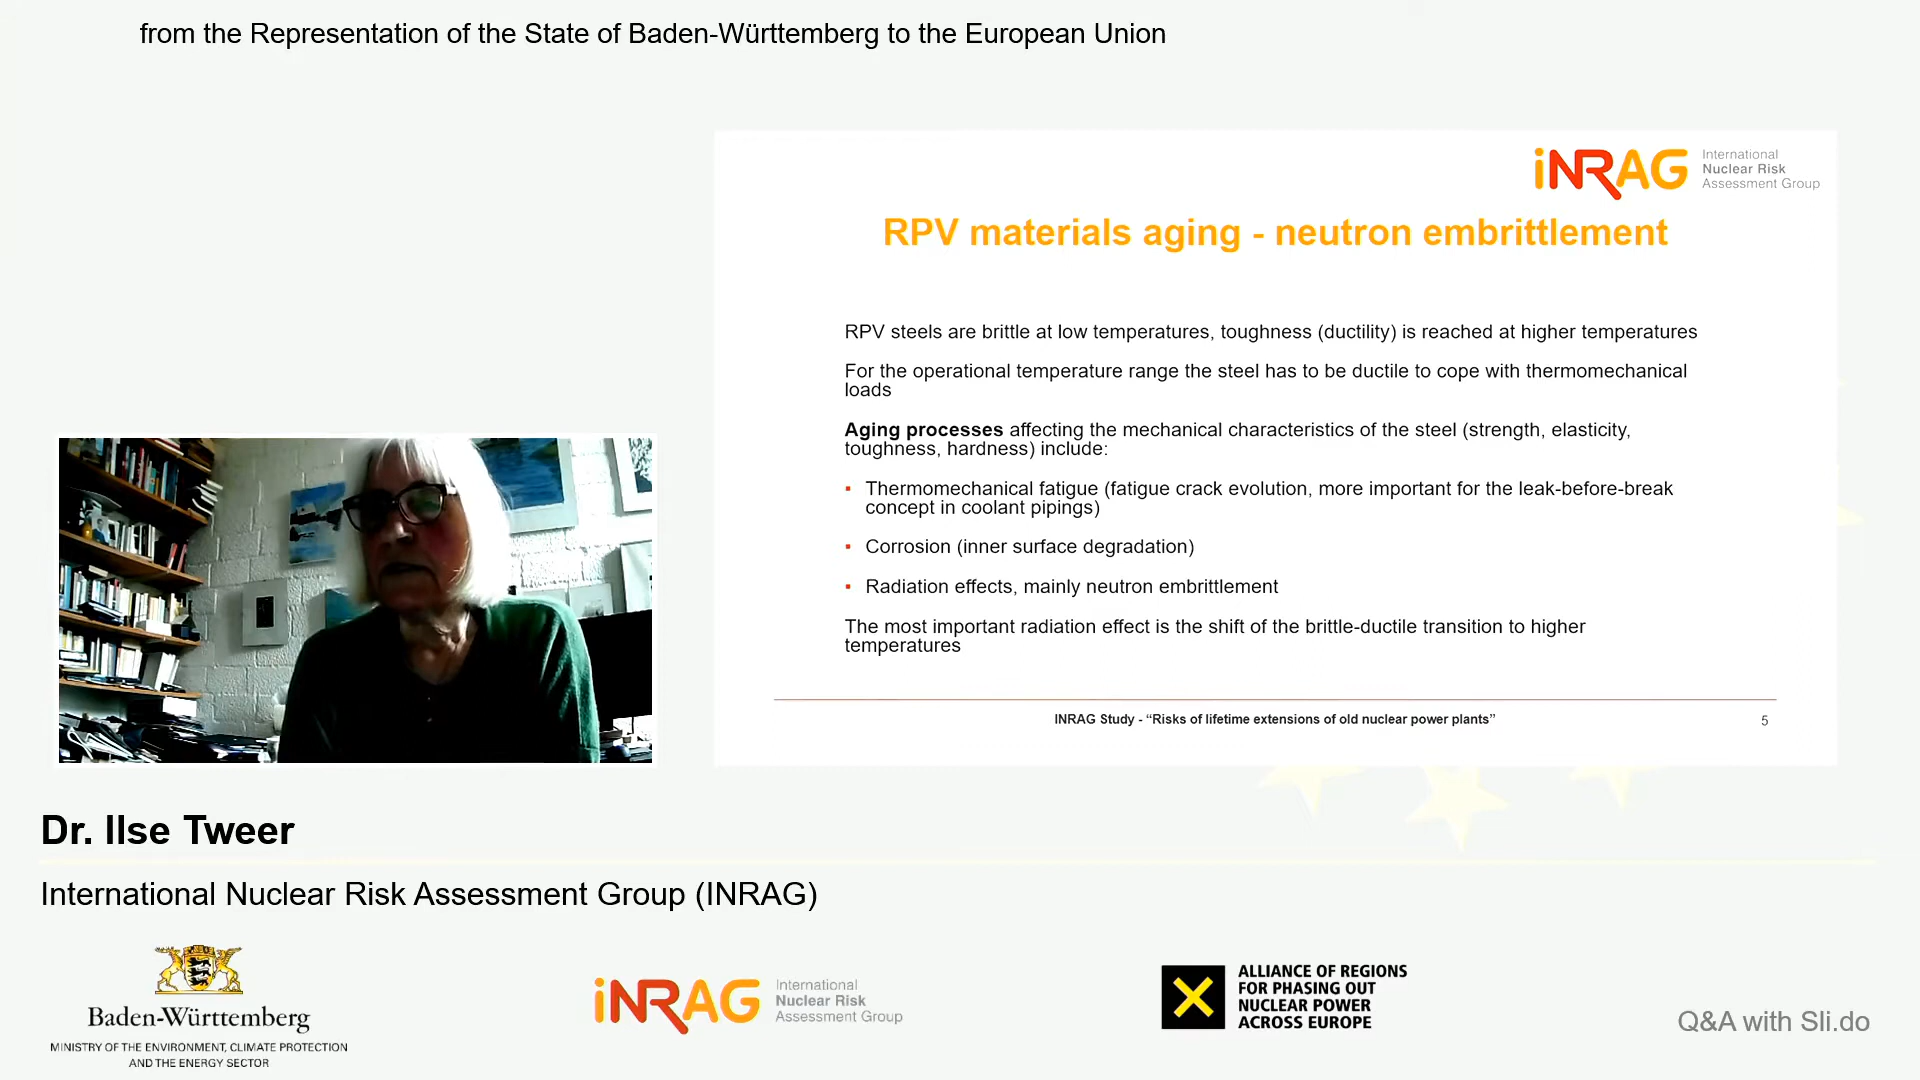 from the Representation of the State of Baden-Württemberg to the European Union
iNRAG International
Nuclear Risk
Assessment Group
RPV materials aging - neutron embrittlement
RPV steels are brittle at low temperatures, toughness (ductility) is reached at higher temperatures
For the operational temperature range the steel has to be ductile to cope with thermomechanical
loads
Aging processes affecting the mechanical characteristics of the steel (strength, elasticity,
toughness, hardness) include:
▪ Thermomechanical fatigue (fatigue crack evolution, more important for the leak-before-break
concept in coolant pipings)
▪ Corrosion (inner surface degradation)
▪ Radiation effects, mainly neutron embrittlement
The most important radiation effect is the shift of the brittle-ductile transition to higher
temperatures
INRAG Study - “Risks of lifetime extensions of old nuclear power plants”
5
Dr. Ilse Tweer
International Nuclear Risk Assessment Group (INRAG)
Baden-Württemberg
MINISTRY OF THE ENVIRONMENT, CLIMATE PROTECTION
AND THE ENERGY SECTOR
iNRAG International
Nuclear Risk
Assessment Group
ALLIANCE OF REGIONS
FOR PHASING OUT
NUCLEAR POWER
ACROSS EUROPE
Q&A with Sli.do